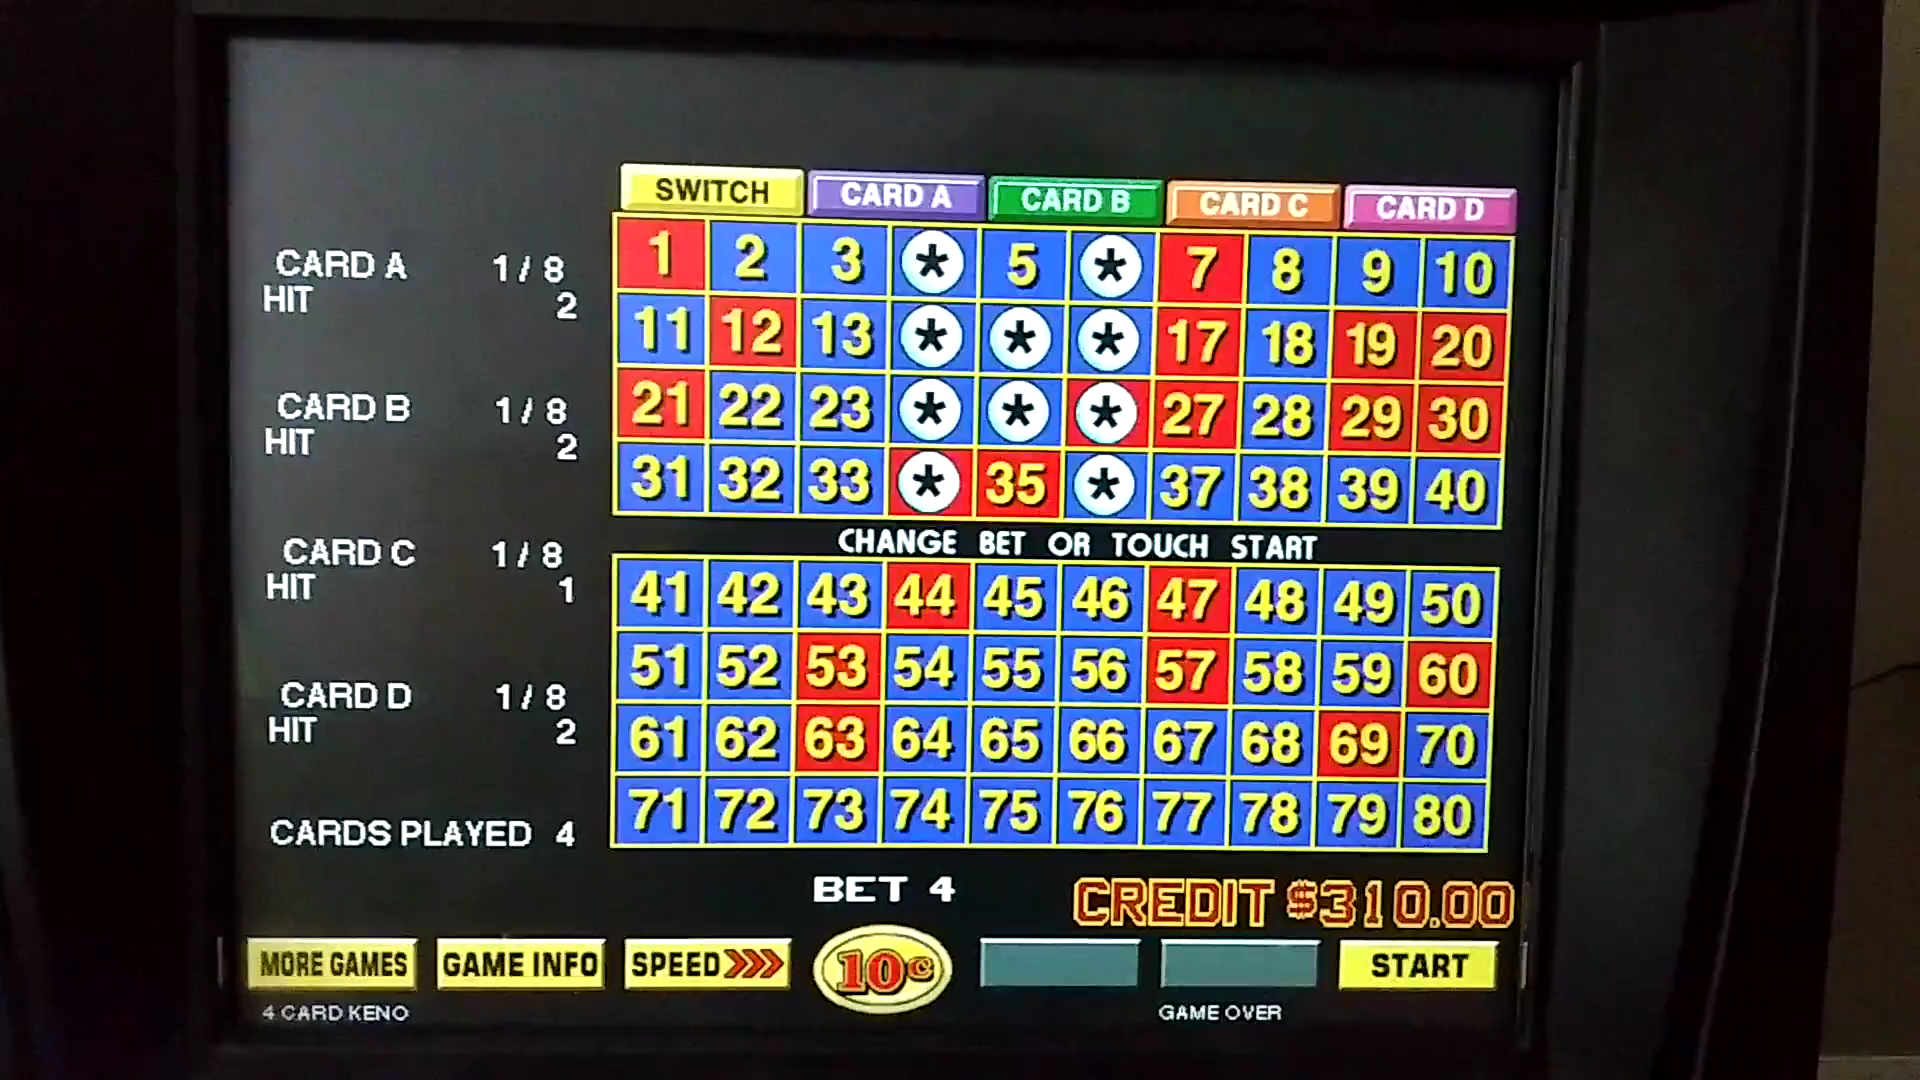 SWITCH CARD A CARD B CARD C CARD D
CARD A 1/8
HIT 2
CARD B 1/8
HIT 2
CARD C 1/8
HIT 1
CARD D 1/8
HIT 2
CARDS PLAYED 4
1 2 3 * 5 * 7 8 9 10
11 12 13 * * * 17 18 19 20
21 22 23 * * * 27 28 29 30
31 32 33 * 35 * 37 38 39 40
CHANGE BET OR TOUCH START
41 42 43 44 45 46 47 48 49 50
51 52 53 54 55 56 57 58 59 60
61 62 63 64 65 66 67 68 69 70
71 72 73 74 75 76 77 78 79 80
BET 4
CREDIT $310.00
MORE GAMES GAME INFO SPEED>>> 10¢ START
4 CARD KENO
GAME OVER